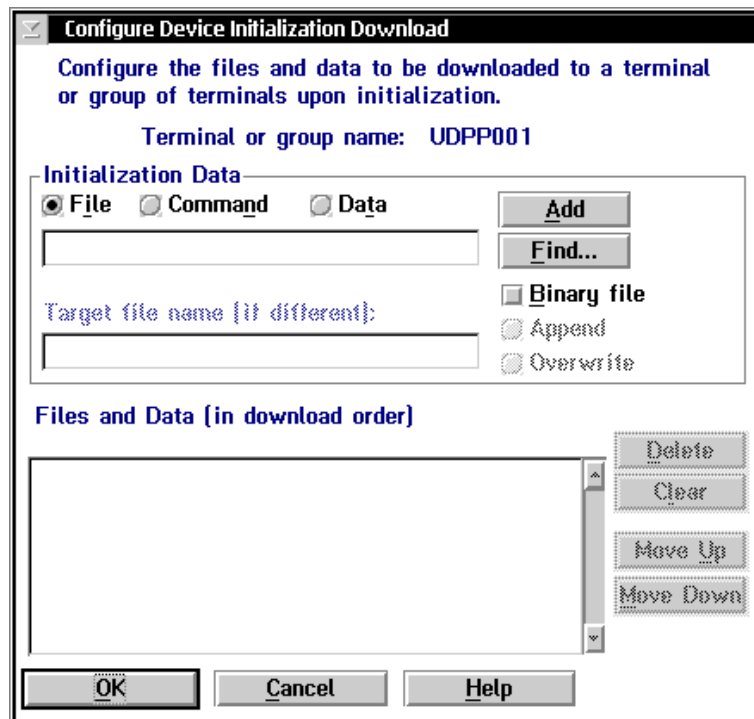 Configure Device Initialization Download
Configure the files and data to be downloaded to a terminal
or group of terminals upon initialization.
Terminal or group name: UDPP001
Initialization Data
File Command Data
Add
Find...
Binary file
Target file name (if different):
Append
Overwrite
Files and Data (in download order)
Delete
Clear
Move Up
Move Down
OK Cancel Help